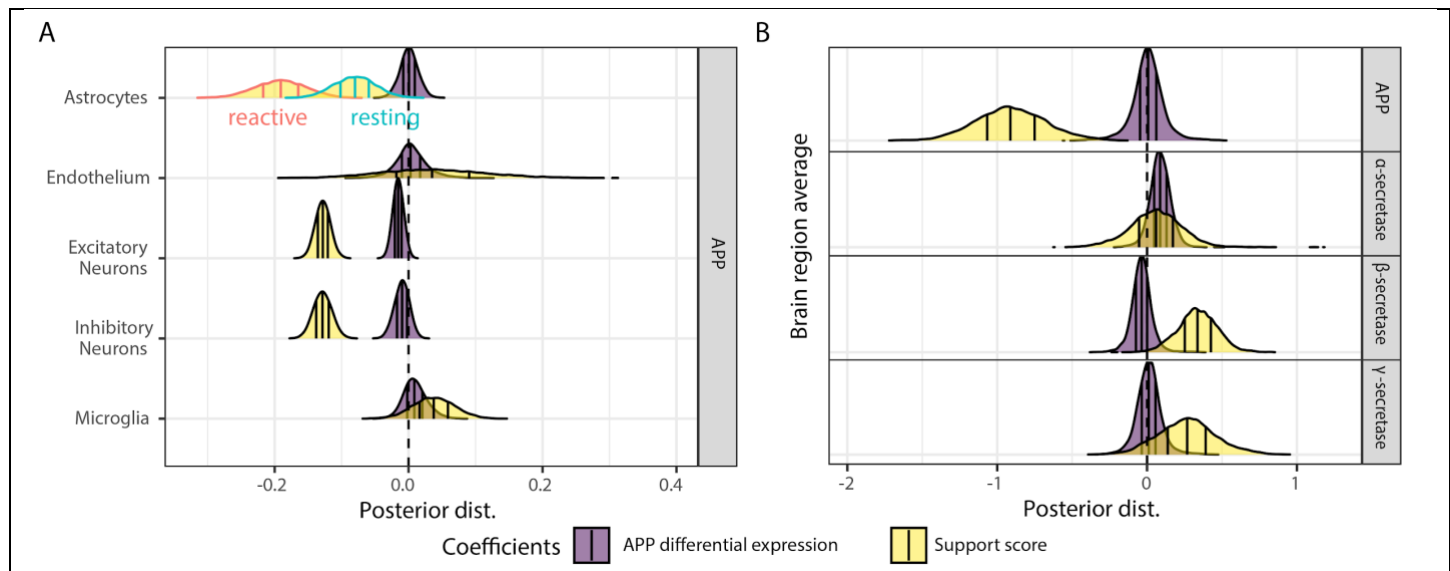 A
Astrocytes
reactive
resting
Endothelium
Excitatory
Neurons
Inhibitory
Neurons
Microglia
APP
-0.2
0.0
0.2
0.4
Posterior dist.
B
Brain region average
APP
α-secretase
β-secretase
γ-secretase
-2
-1
0
1
Posterior dist.
Coefficients
APP differential expression
Support score